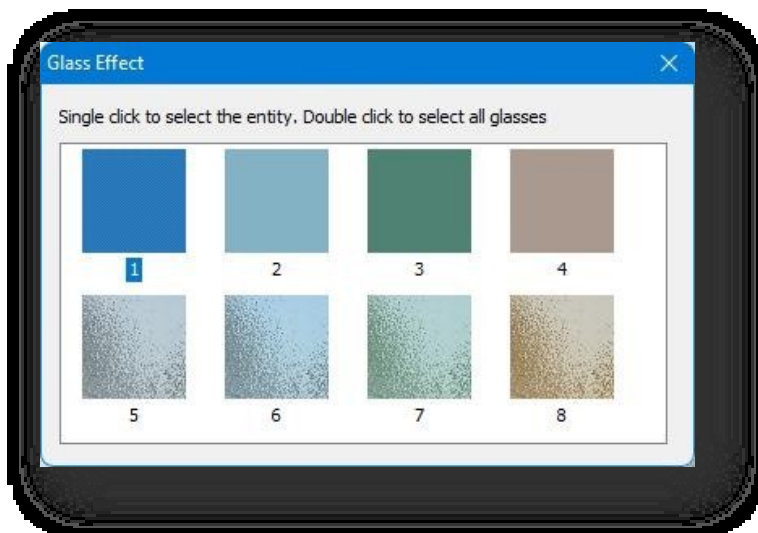 Glass Effect
Single click to select the entity. Double click to select all glasses
1 2 3 4
5 6 7 8